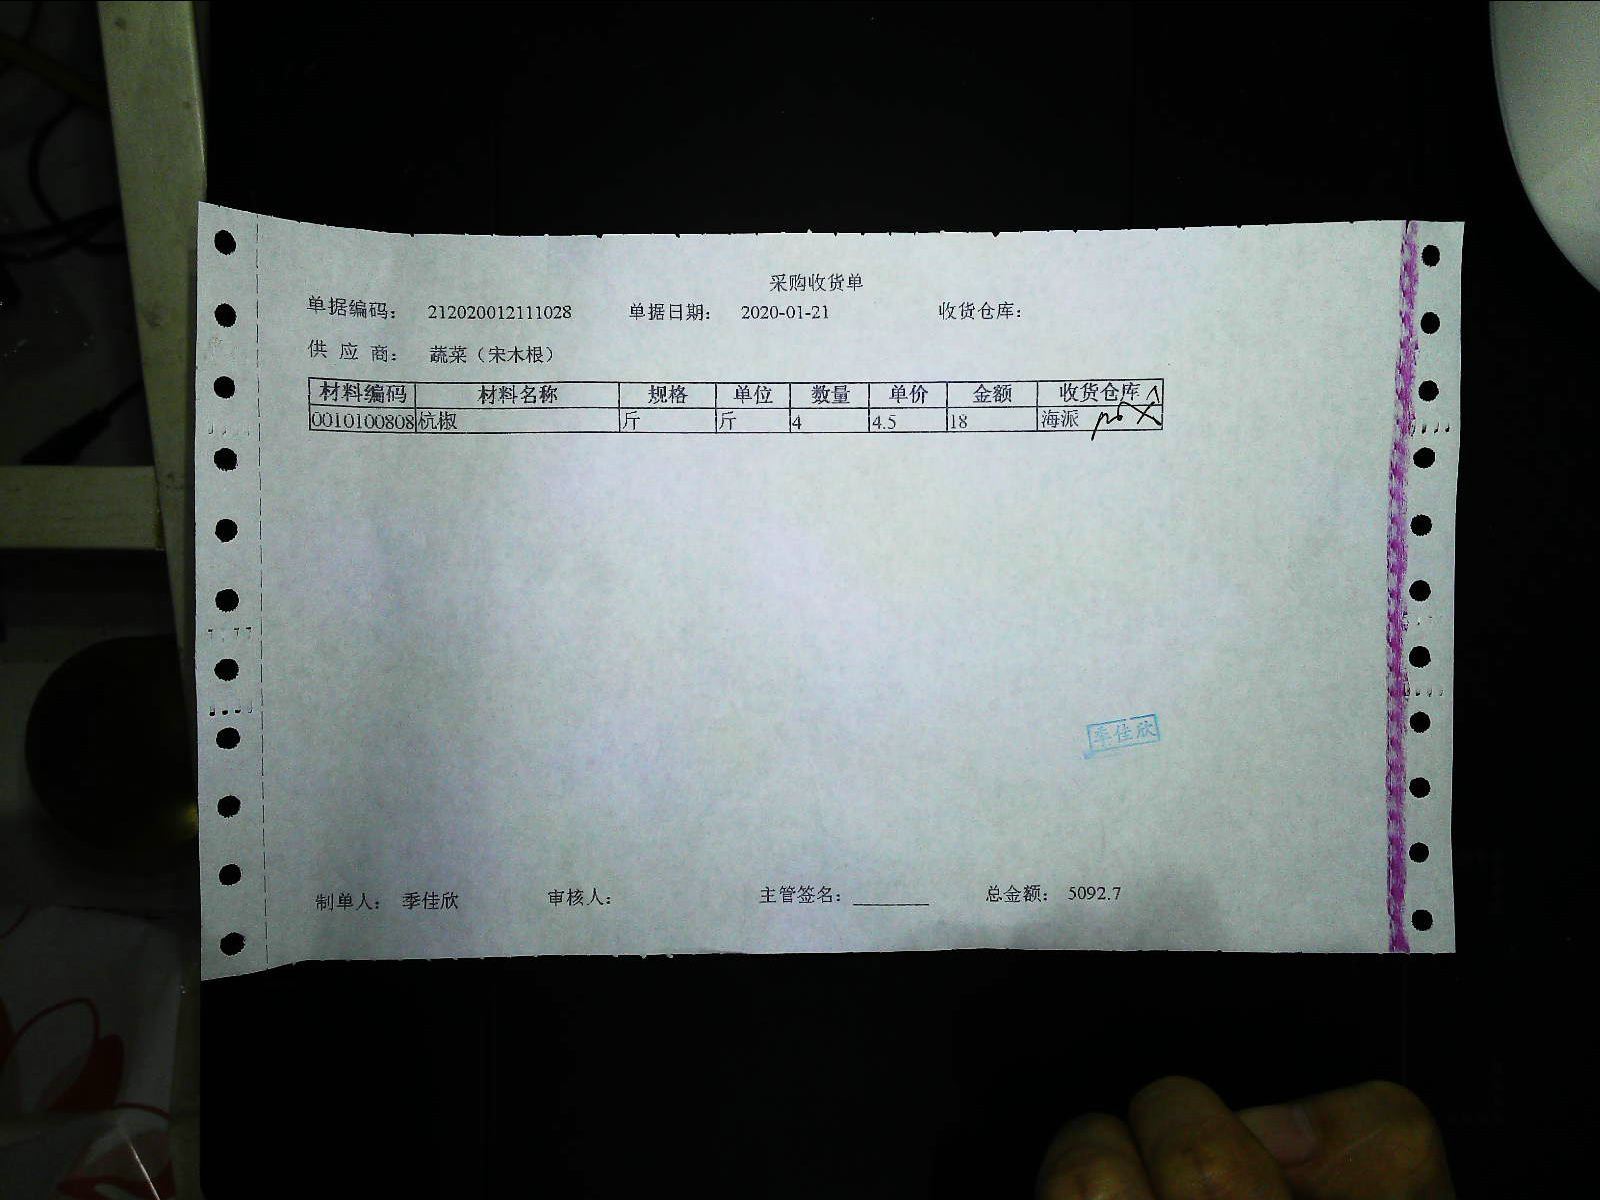 采购收货单
单据编码： 212020012111028 单据日期： 2020-01-21 收货仓库：
供 应 商： 蔬菜（宋木根）
材料编码 材料名称 规格 单位 数量 单价 金额 收货仓库
0010100808 杭椒 斤 斤 4 4.5 18 海派
季佳欣
制单人： 季佳欣 审核人： 主管签名：________ 总金额： 5092.7